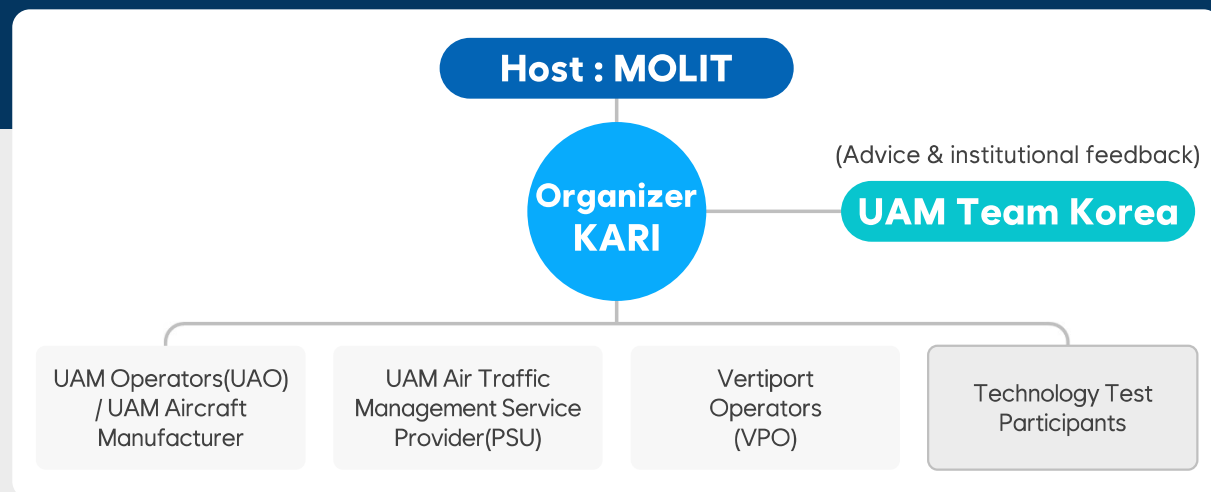 Host : MOLIT
Organizer
KARI
(Advice & institutional feedback)
UAM Team Korea
UAM Operators(UAO)
/ UAM Aircraft
Manufacturer
UAM Air Traffic
Management Service
Provider(PSU)
Vertiport
Operators
(VPO)
Technology Test
Participants